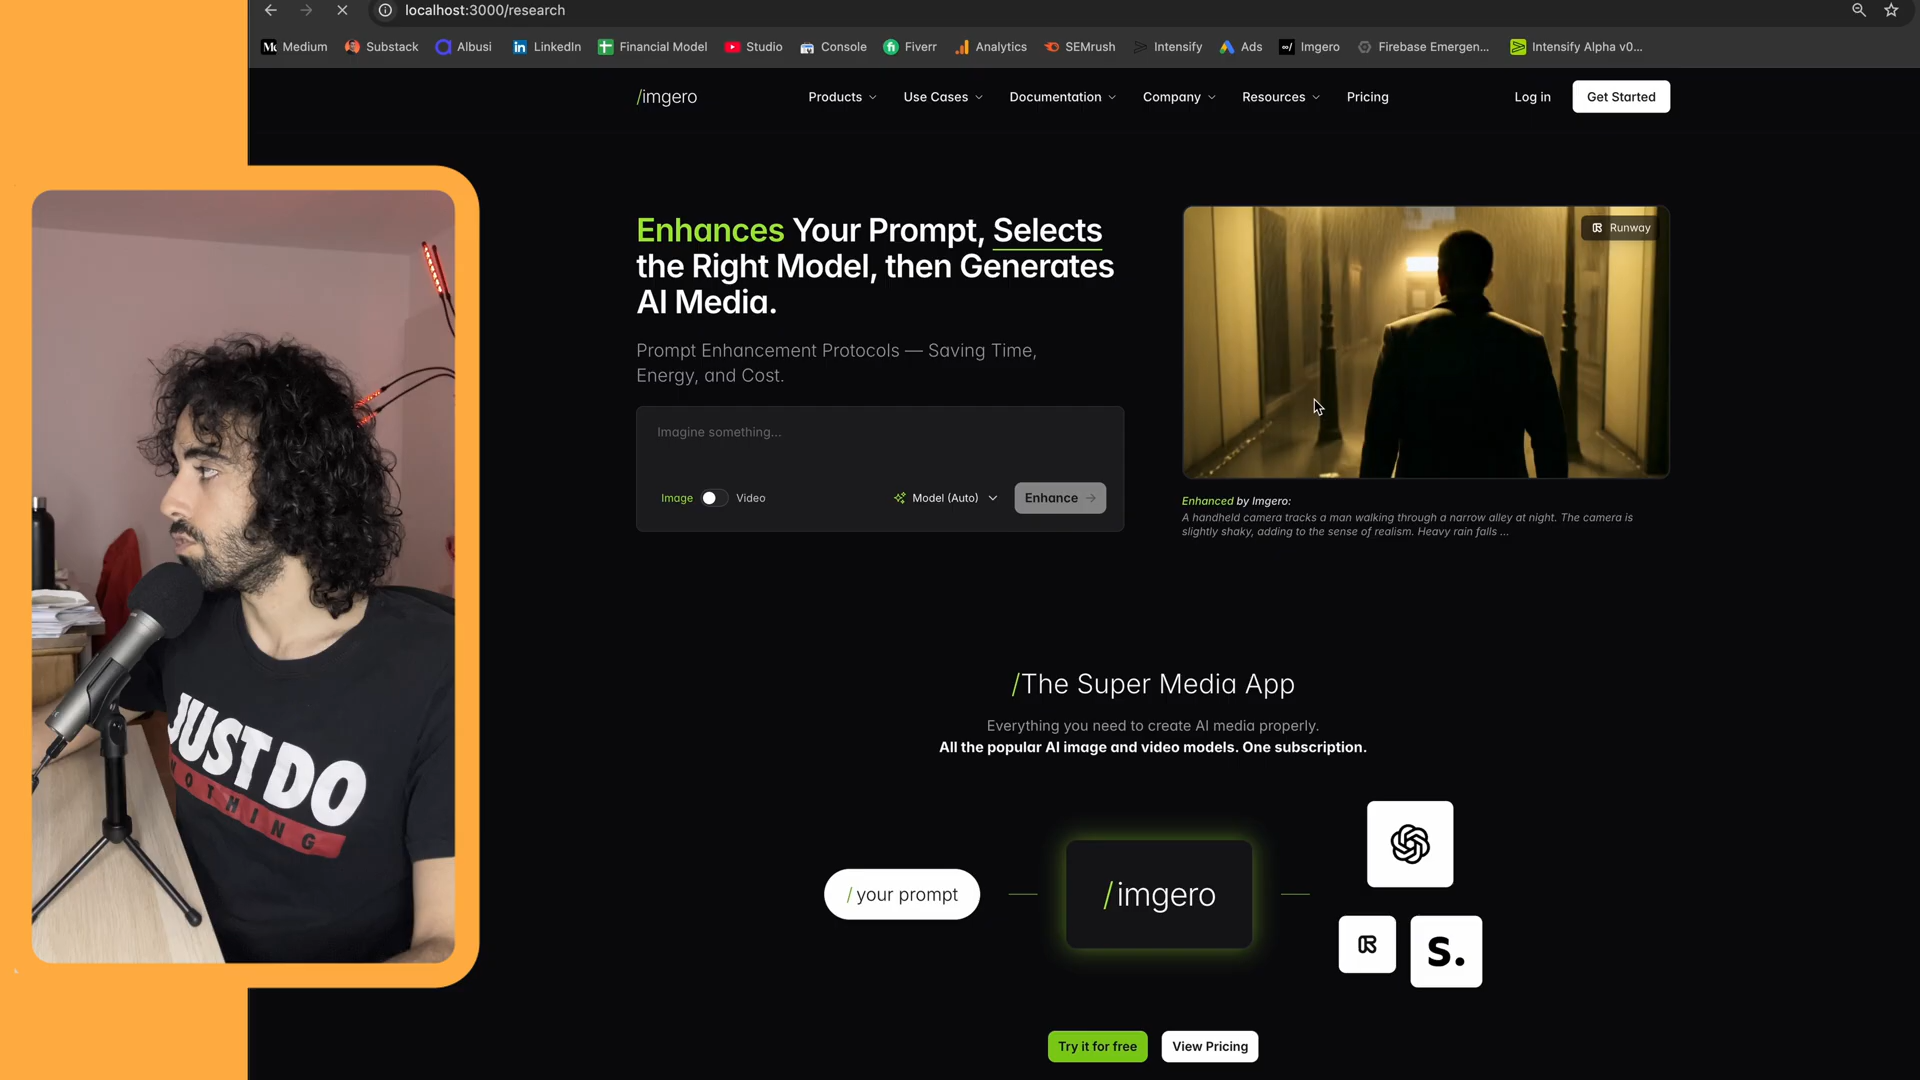 localhost:3000/research
Medium Substack Albusi LinkedIn Financial Model Studio Console Fiverr Analytics SEMrush Intensify Ads Imgero Firebase Emergen... Intensify Alpha v0...
/imgero Products Use Cases Documentation Company Resources Pricing Log in Get Started
Enhances Your Prompt, Selects
the Right Model, then Generates
AI Media.
Prompt Enhancement Protocols — Saving Time,
Energy, and Cost.
Imagine something...
Image Video Model (Auto) Enhance
Runway
Enhanced by Imgero:
A handheld camera tracks a man walking through a narrow alley at night. The camera is
slightly shaky, adding to the sense of realism. Heavy rain falls ...
/The Super Media App
Everything you need to create AI media properly.
All the popular AI image and video models. One subscription.
/ your prompt
/imgero
S.
Try it for free View Pricing
JUST DO
NOTHING